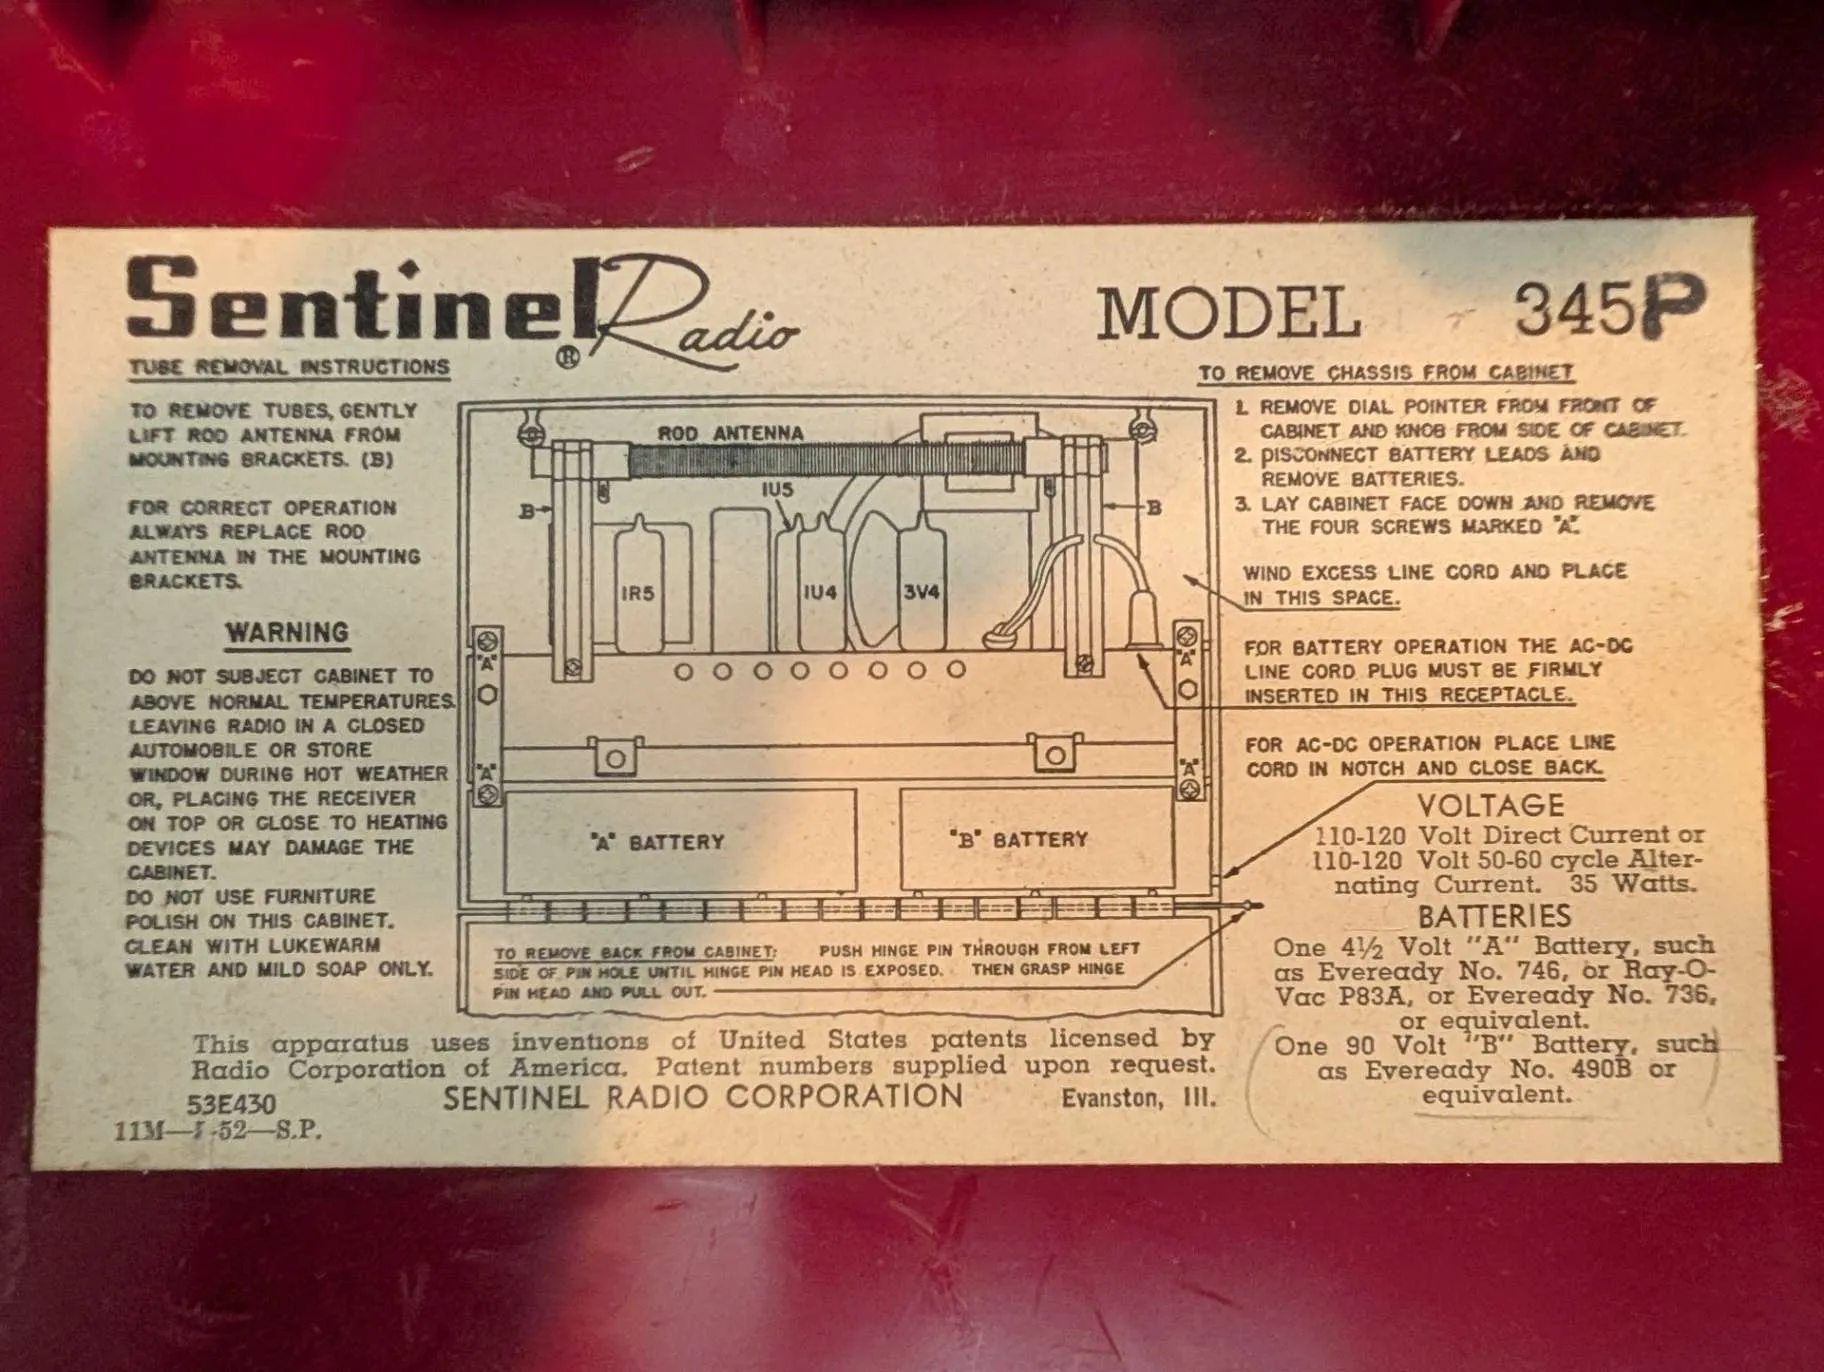 Sentinel Radio
®
MODEL 345P
TUBE REMOVAL INSTRUCTIONS
TO REMOVE TUBES, GENTLY
LIFT ROD ANTENNA FROM
MOUNTING BRACKETS. (B)
FOR CORRECT OPERATION
ALWAYS REPLACE ROD
ANTENNA IN THE MOUNTING
BRACKETS.
WARNING
DO NOT SUBJECT CABINET TO
ABOVE NORMAL TEMPERATURES.
LEAVING RADIO IN A CLOSED
AUTOMOBILE OR STORE
WINDOW DURING HOT WEATHER
OR, PLACING THE RECEIVER
ON TOP OR CLOSE TO HEATING
DEVICES MAY DAMAGE THE
CABINET.
DO NOT USE FURNITURE
POLISH ON THIS CABINET.
CLEAN WITH LUKEWARM
WATER AND MILD SOAP ONLY.
ROD ANTENNA
1U5
B
B
1R5
1U4
3V4
"A"
"A"
"A"
"A"
"A" BATTERY
"B" BATTERY
TO REMOVE BACK FROM CABINET: PUSH HINGE PIN THROUGH FROM LEFT
SIDE OF PIN HOLE UNTIL HINGE PIN HEAD IS EXPOSED. THEN GRASP HINGE
PIN HEAD AND PULL OUT.
TO REMOVE CHASSIS FROM CABINET
1. REMOVE DIAL POINTER FROM FRONT OF
CABINET AND KNOB FROM SIDE OF CABINET.
2. DISCONNECT BATTERY LEADS AND
REMOVE BATTERIES.
3. LAY CABINET FACE DOWN AND REMOVE
THE FOUR SCREWS MARKED "A".
WIND EXCESS LINE CORD AND PLACE
IN THIS SPACE.
FOR BATTERY OPERATION THE AC-DC
LINE CORD PLUG MUST BE FIRMLY
INSERTED IN THIS RECEPTACLE.
FOR AC-DC OPERATION PLACE LINE
CORD IN NOTCH AND CLOSE BACK.
VOLTAGE
110-120 Volt Direct Current or
110-120 Volt 50-60 cycle Alter-
nating Current. 35 Watts.
BATTERIES
One 4½ Volt "A" Battery, such
as Eveready No. 746, or Ray-O-
Vac P83A, or Eveready No. 736,
or equivalent.
One 90 Volt "B" Battery, such
as Eveready No. 490B or
equivalent.
This apparatus uses inventions of United States patents licensed by
Radio Corporation of America. Patent numbers supplied upon request.
SENTINEL RADIO CORPORATION Evanston, Ill.
53E430
11M— -52—S.P.